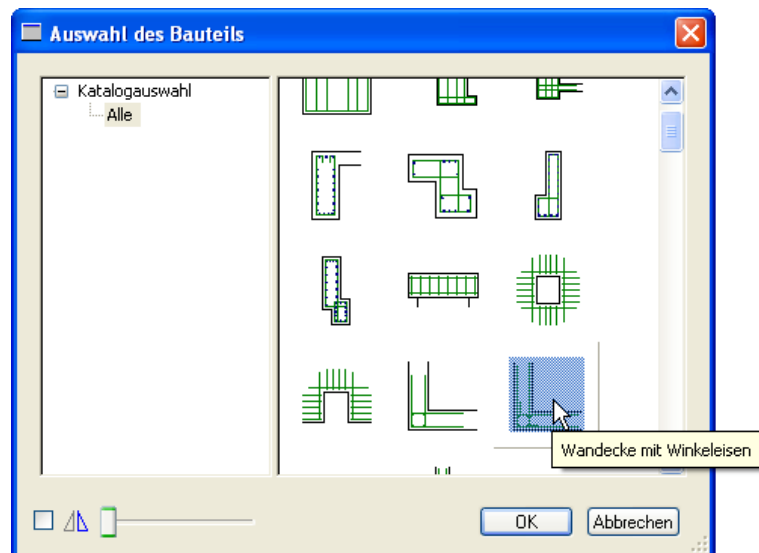 Auswahl des Bauteils
Katalogauswahl
Alle
Wandecke mit Winkeleisen
OK
Abbrechen